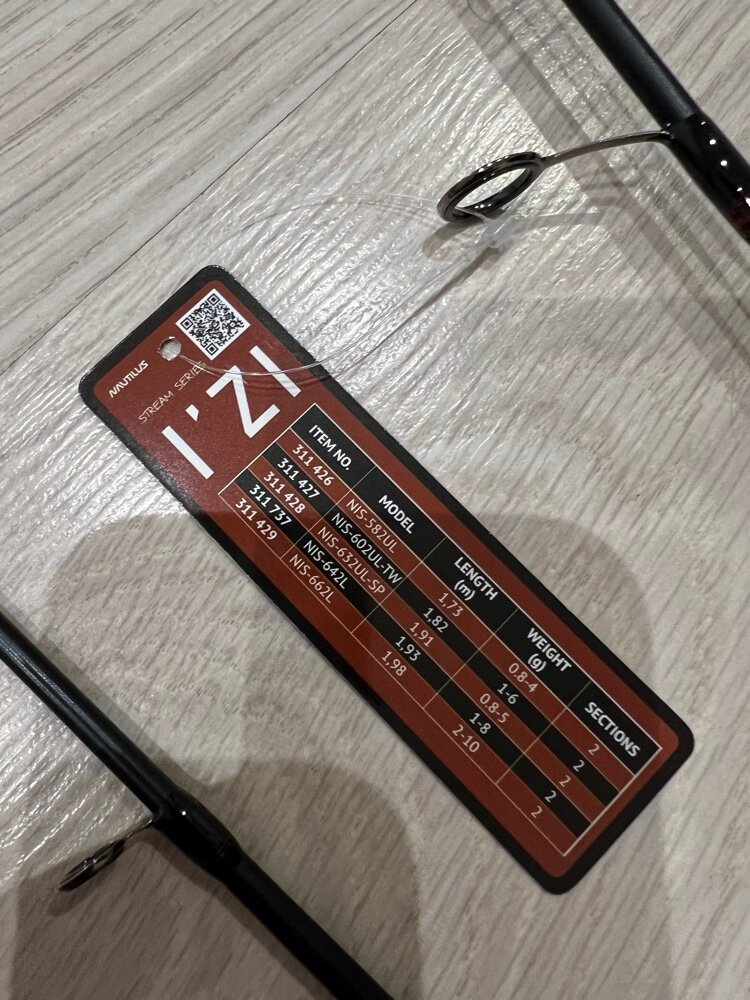 NAUTILUS
STREAM SERIES
I'ZI
ITEM NO. MODEL LENGTH (m) WEIGHT (g) SECTIONS
311 426 NIS-582UL 1,73 0.8-4 2
311 427 NIS-602UL-TW 1,82 1-6 2
311 428 NIS-632UL-SP 1,91 0.8-5 2
311 737 NIS-642L 1,93 1-8 2
311 429 NIS-662L 1,98 2-10 2